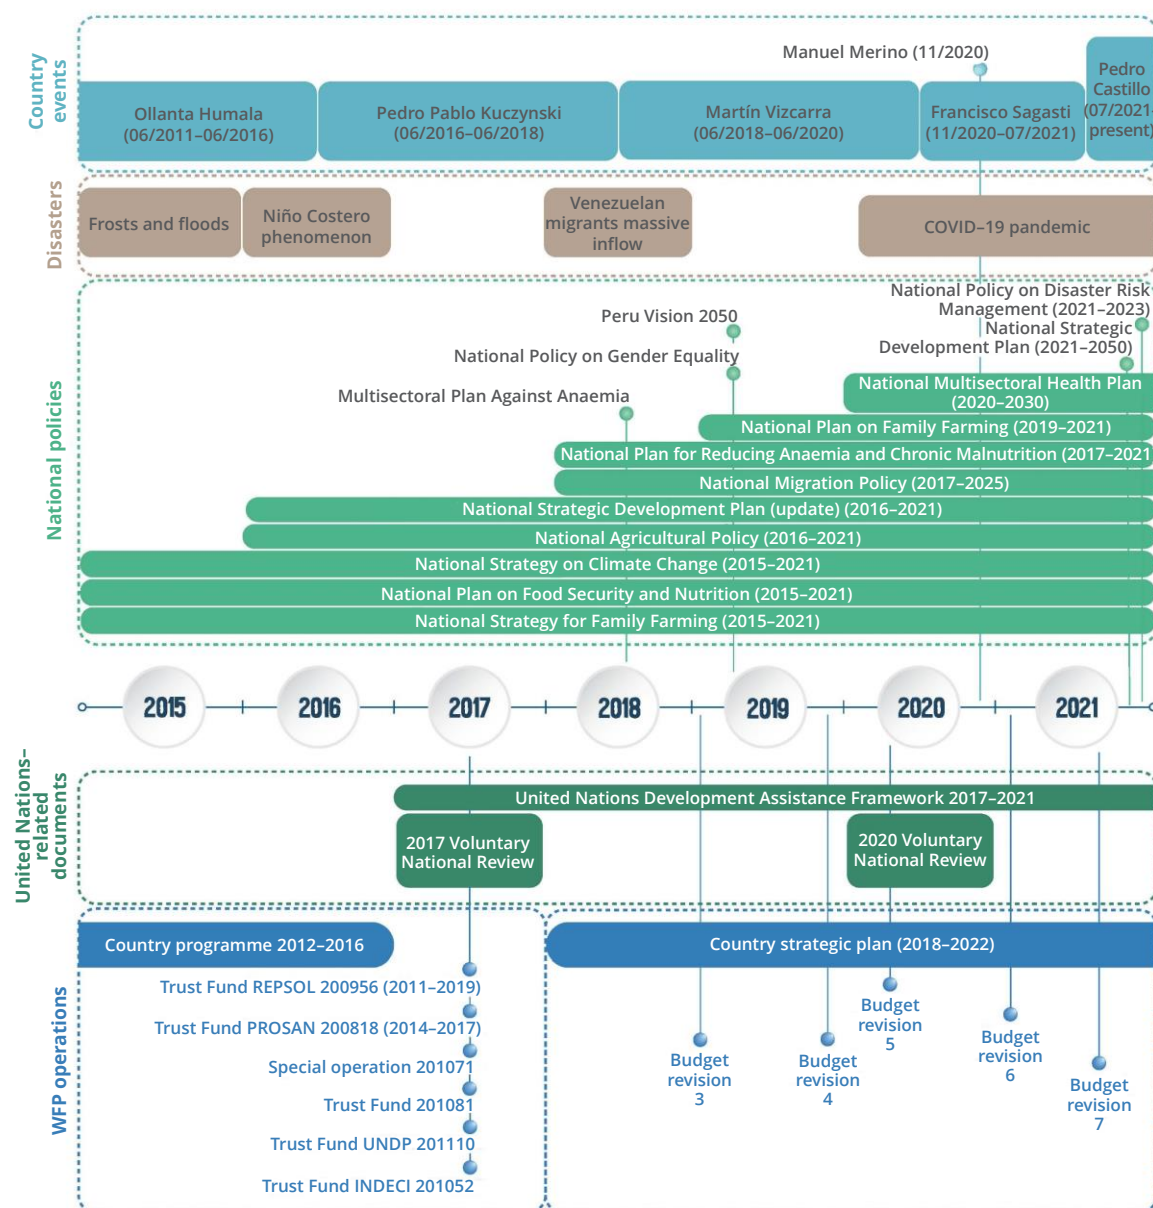 Country
events
Manuel Merino (11/2020)
Ollanta Humala
(06/2011–06/2016)
Pedro Pablo Kuczynski
(06/2016–06/2018)
Martín Vizcarra
(06/2018–06/2020)
Francisco Sagasti
(11/2020–07/2021)
Pedro
Castillo
(07/2021–
present)
Disasters
Frosts and floods
Niño Costero
phenomenon
Venezuelan
migrants massive
inflow
COVID–19 pandemic
National policies
National Policy on Disaster Risk
Management (2021–2023)
National Strategic
Development Plan (2021–2050)
Peru Vision 2050
National Policy on Gender Equality
Multisectoral Plan Against Anaemia
National Multisectoral Health Plan
(2020–2030)
National Plan on Family Farming (2019–2021)
National Plan for Reducing Anaemia and Chronic Malnutrition (2017–2021
National Migration Policy (2017–2025)
National Strategic Development Plan (update) (2016–2021)
National Agricultural Policy (2016–2021)
National Strategy on Climate Change (2015–2021)
National Plan on Food Security and Nutrition (2015–2021)
National Strategy for Family Farming (2015–2021)
2015
2016
2017
2018
2019
2020
2021
United Nations–
related
documents
United Nations Development Assistance Framework 2017–2021
2017 Voluntary
National Review
2020 Voluntary
National Review
WFP operations
Country programme 2012–2016
Country strategic plan (2018–2022)
Trust Fund REPSOL 200956 (2011–2019)
Trust Fund PROSAN 200818 (2014–2017)
Special operation 201071
Trust Fund 201081
Trust Fund UNDP 201110
Trust Fund INDECI 201052
Budget
revision
3
Budget
revision
4
Budget
revision
5
Budget
revision
6
Budget
revision
7